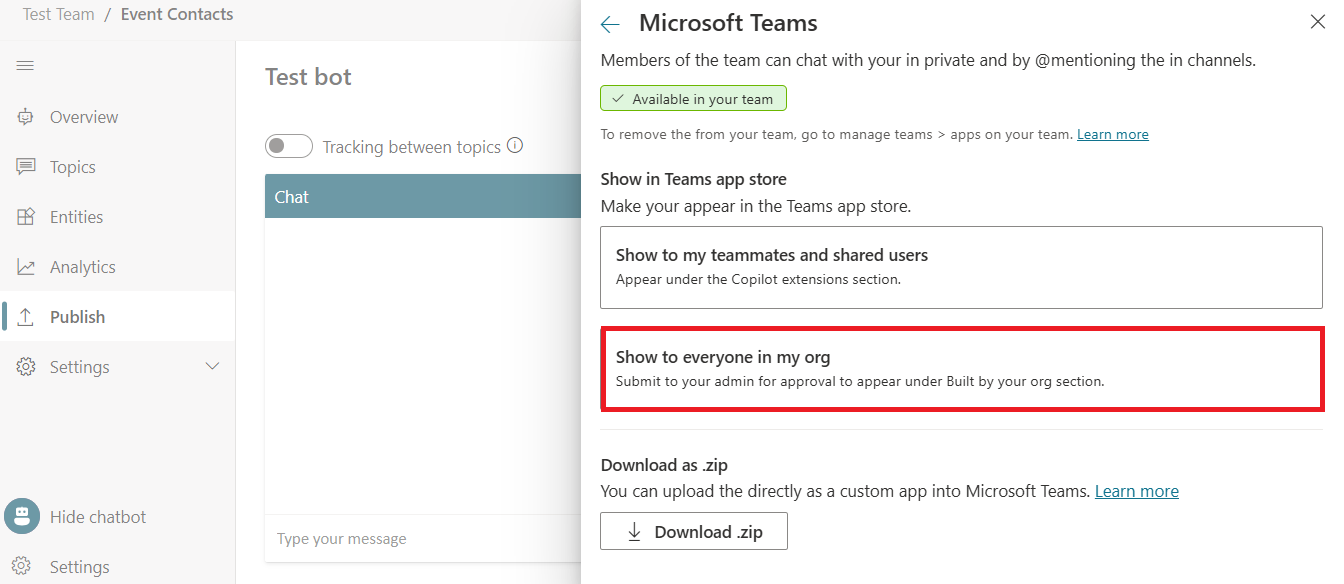 Test Team / Event Contacts
Overview
Topics
Entities
Analytics
Publish
Settings
Hide chatbot
Settings
Test bot
Tracking between topics
Chat
Type your message
Microsoft Teams
Members of the team can chat with your in private and by @mentioning the in channels.
Available in your team
To remove the from your team, go to manage teams > apps on your team. Learn more
Show in Teams app store
Make your appear in the Teams app store.
Show to my teammates and shared users
Appear under the Copilot extensions section.
Show to everyone in my org
Submit to your admin for approval to appear under Built by your org section.
Download as .zip
You can upload the directly as a custom app into Microsoft Teams. Learn more
Download .zip